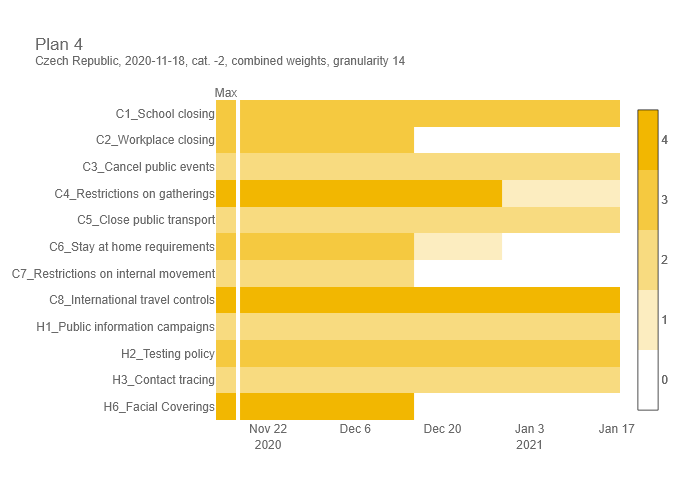 Plan 4
Czech Republic, 2020-11-18, cat. -2, combined weights, granularity 14
Max
C1_School closing
C2_Workplace closing
C3_Cancel public events
C4_Restrictions on gatherings
C5_Close public transport
C6_Stay at home requirements
C7_Restrictions on internal movement
C8_International travel controls
H1_Public information campaigns
H2_Testing policy
H3_Contact tracing
H6_Facial Coverings
Nov 22 Dec 6 Dec 20 Jan 3 Jan 17
2020 2021
4
3
2
1
0